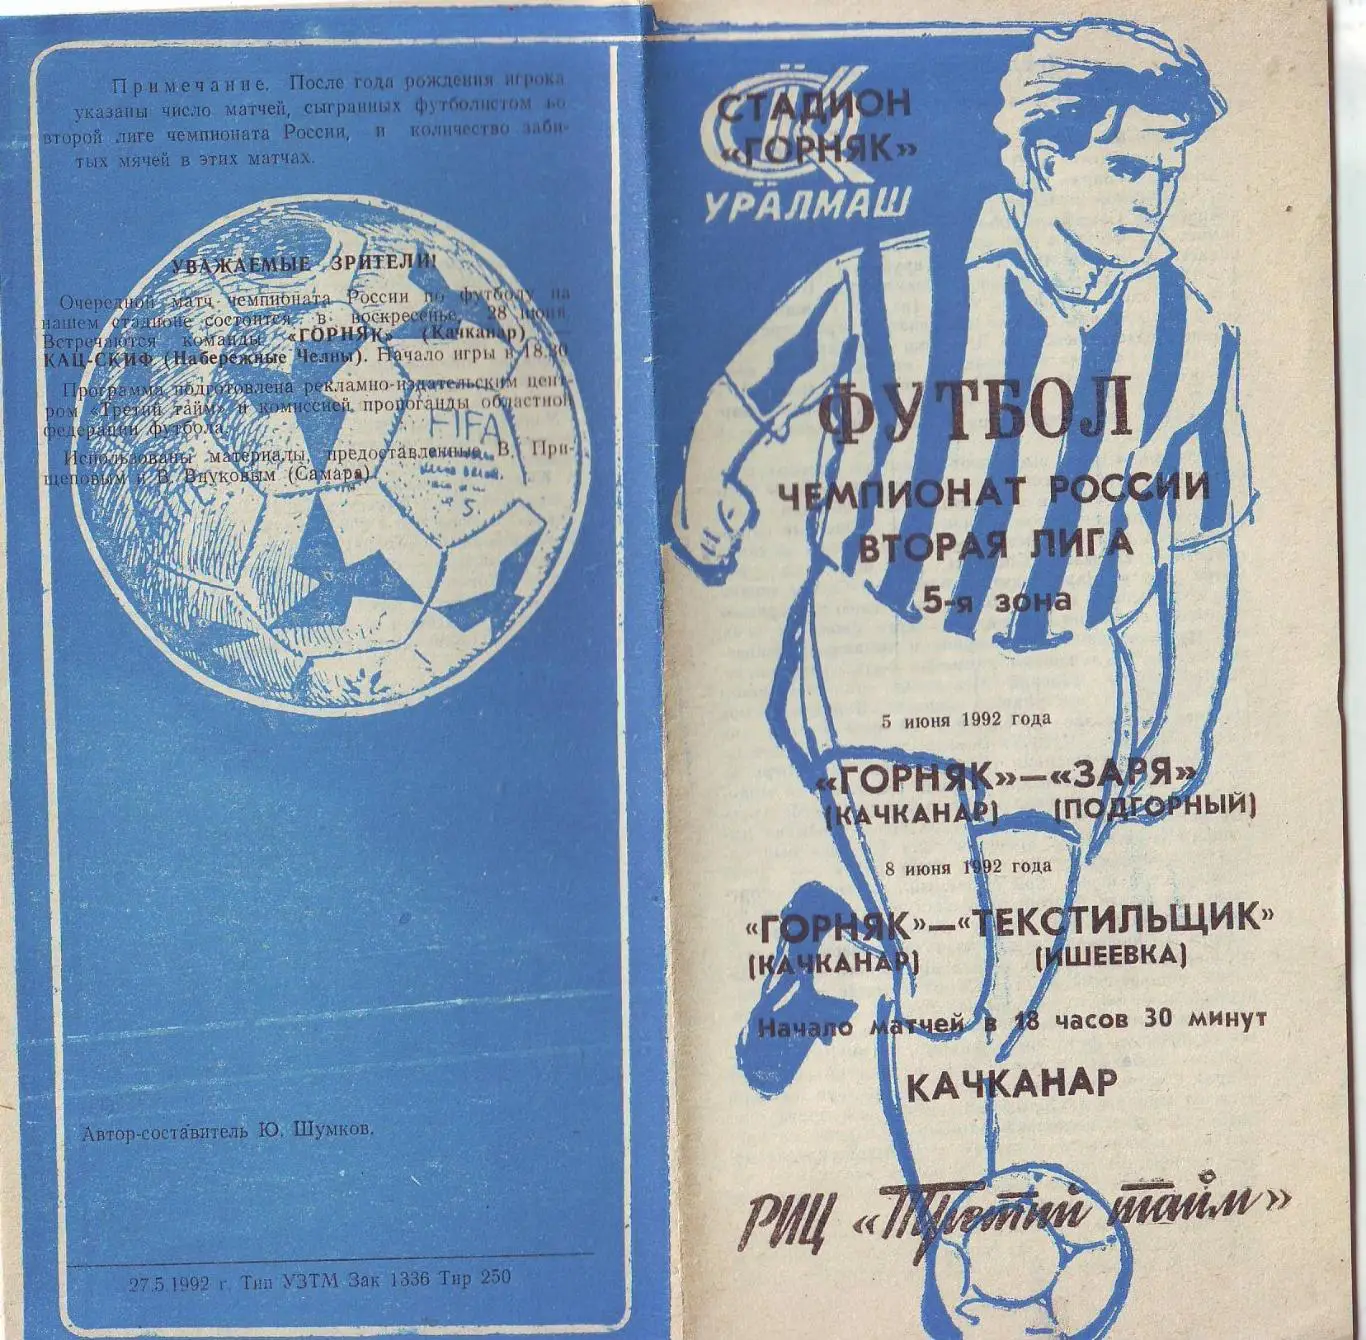 Примечание. После года рождения игрока
указаны число матчей, сыгранных футболистом во
второй лиге чемпионата России, и количество заби-
тых мячей в этих матчах.
УВАЖАЕМЫЕ ЗРИТЕЛИ!
Очередной матч чемпионата России по футболу на
нашем стадионе состоится, в воскресенье, 28 июня.
Встречаются команды «ГОРНЯК» (Качканар) —
КАЦ-СКИФ (Набережные Челны). Начало игры в 18.30
Программа подготовлена рекламно-издательским цент-
ром «Третий тайм» и комиссией пропоганды областной
федерации футбола.
Использованы материалы, предоставленные В. При-
щеповым и В. Внуковым (Самара)
FIFA
Автор-составитель Ю. Шумков.
27.5.1992 г. Тип УЗТМ Зак 1336 Тир 250
СТАДИОН
«ГОРНЯК»
УРАЛМАШ
ФУТБОЛ
ЧЕМПИОНАТ РОССИИ
ВТОРАЯ ЛИГА
5-я зона
5 июня 1992 года
«ГОРНЯК»—«ЗАРЯ»
(КАЧКАНАР) (ПОДГОРНЫЙ)
8 июня 1992 года
«ГОРНЯК»—«ТЕКСТИЛЬЩИК»
(КАЧКАНАР) (ИШЕЕВКА)
Начало матчей в 18 часов 30 минут
КАЧКАНАР
РИЦ «Третий тайм»